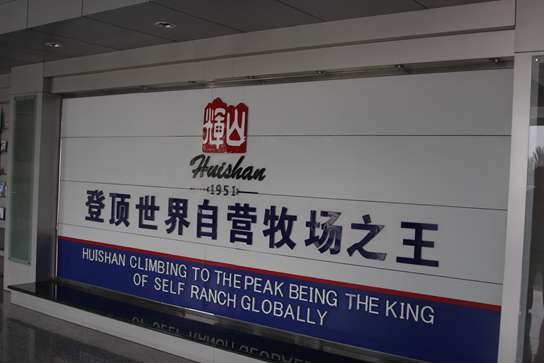 輝山
Huishan
1951
登顶世界自营牧场之王
HUISHAN CLIMBING TO THE PEAK BEING THE KING
OF SELF RANCH GLOBALLY